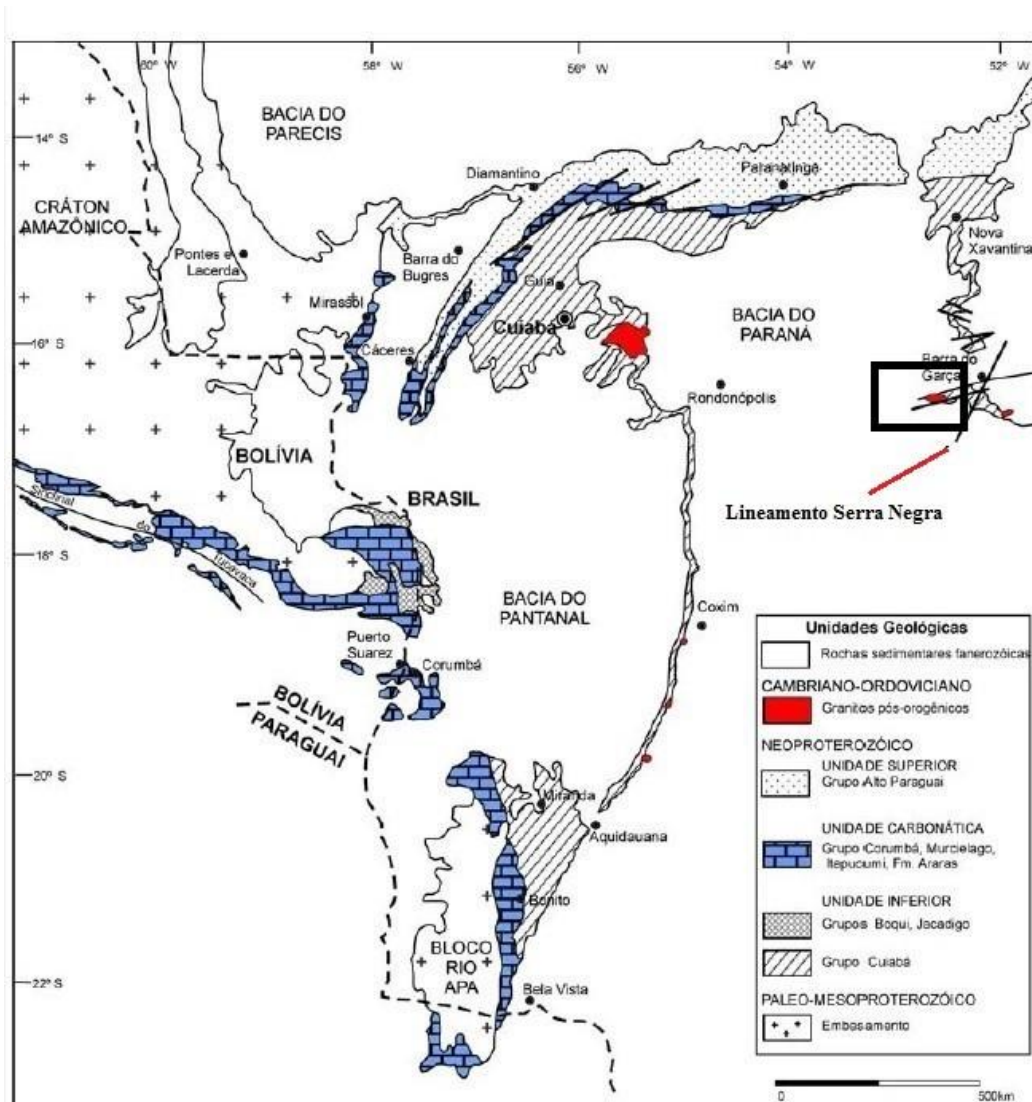 60° W
58° W
56° W
54° W
52° W
14° S
16° S
18° S
20° S
22° S
BACIA DO
PARECIS
CRÁTON
AMAZÔNICO
Pontes e
Lacerda
Diamantino
Paranatinga
Barra do
Bugres
Mirassol
Guia
Cuiabá
Cáceres
Nova
Xavantina
BACIA DO
PARANÁ
Barra do
Garça
Rondonópolis
BOLÍVIA
BRASIL
Lineamento Serra Negra
Sinclinal
do
Tucavaca
BACIA DO
PANTANAL
Coxim
Puerto
Suarez
Corumbá
BOLÍVIA
PARAGUAI
Miranda
Aquidauana
Bonito
BLOCO
RIO
APA
Bela Vista
Unidades Geológicas
Rochas sedimentares fanerozóicas
CAMBRIANO-ORDOVICIANO
Granitos pós-orogênicos
NEOPROTEROZÓICO
UNIDADE SUPERIOR
Grupo Alto Paraguai
UNIDADE CARBONÁTICA
Grupo Corumbá, Murcielago,
Itapucumi, Fm. Araras
UNIDADE INFERIOR
Grupos Boqui, Jacadigo
Grupo Cuiabá
PALEO-MESOPROTEROZÓICO
Embasamento
0 500km